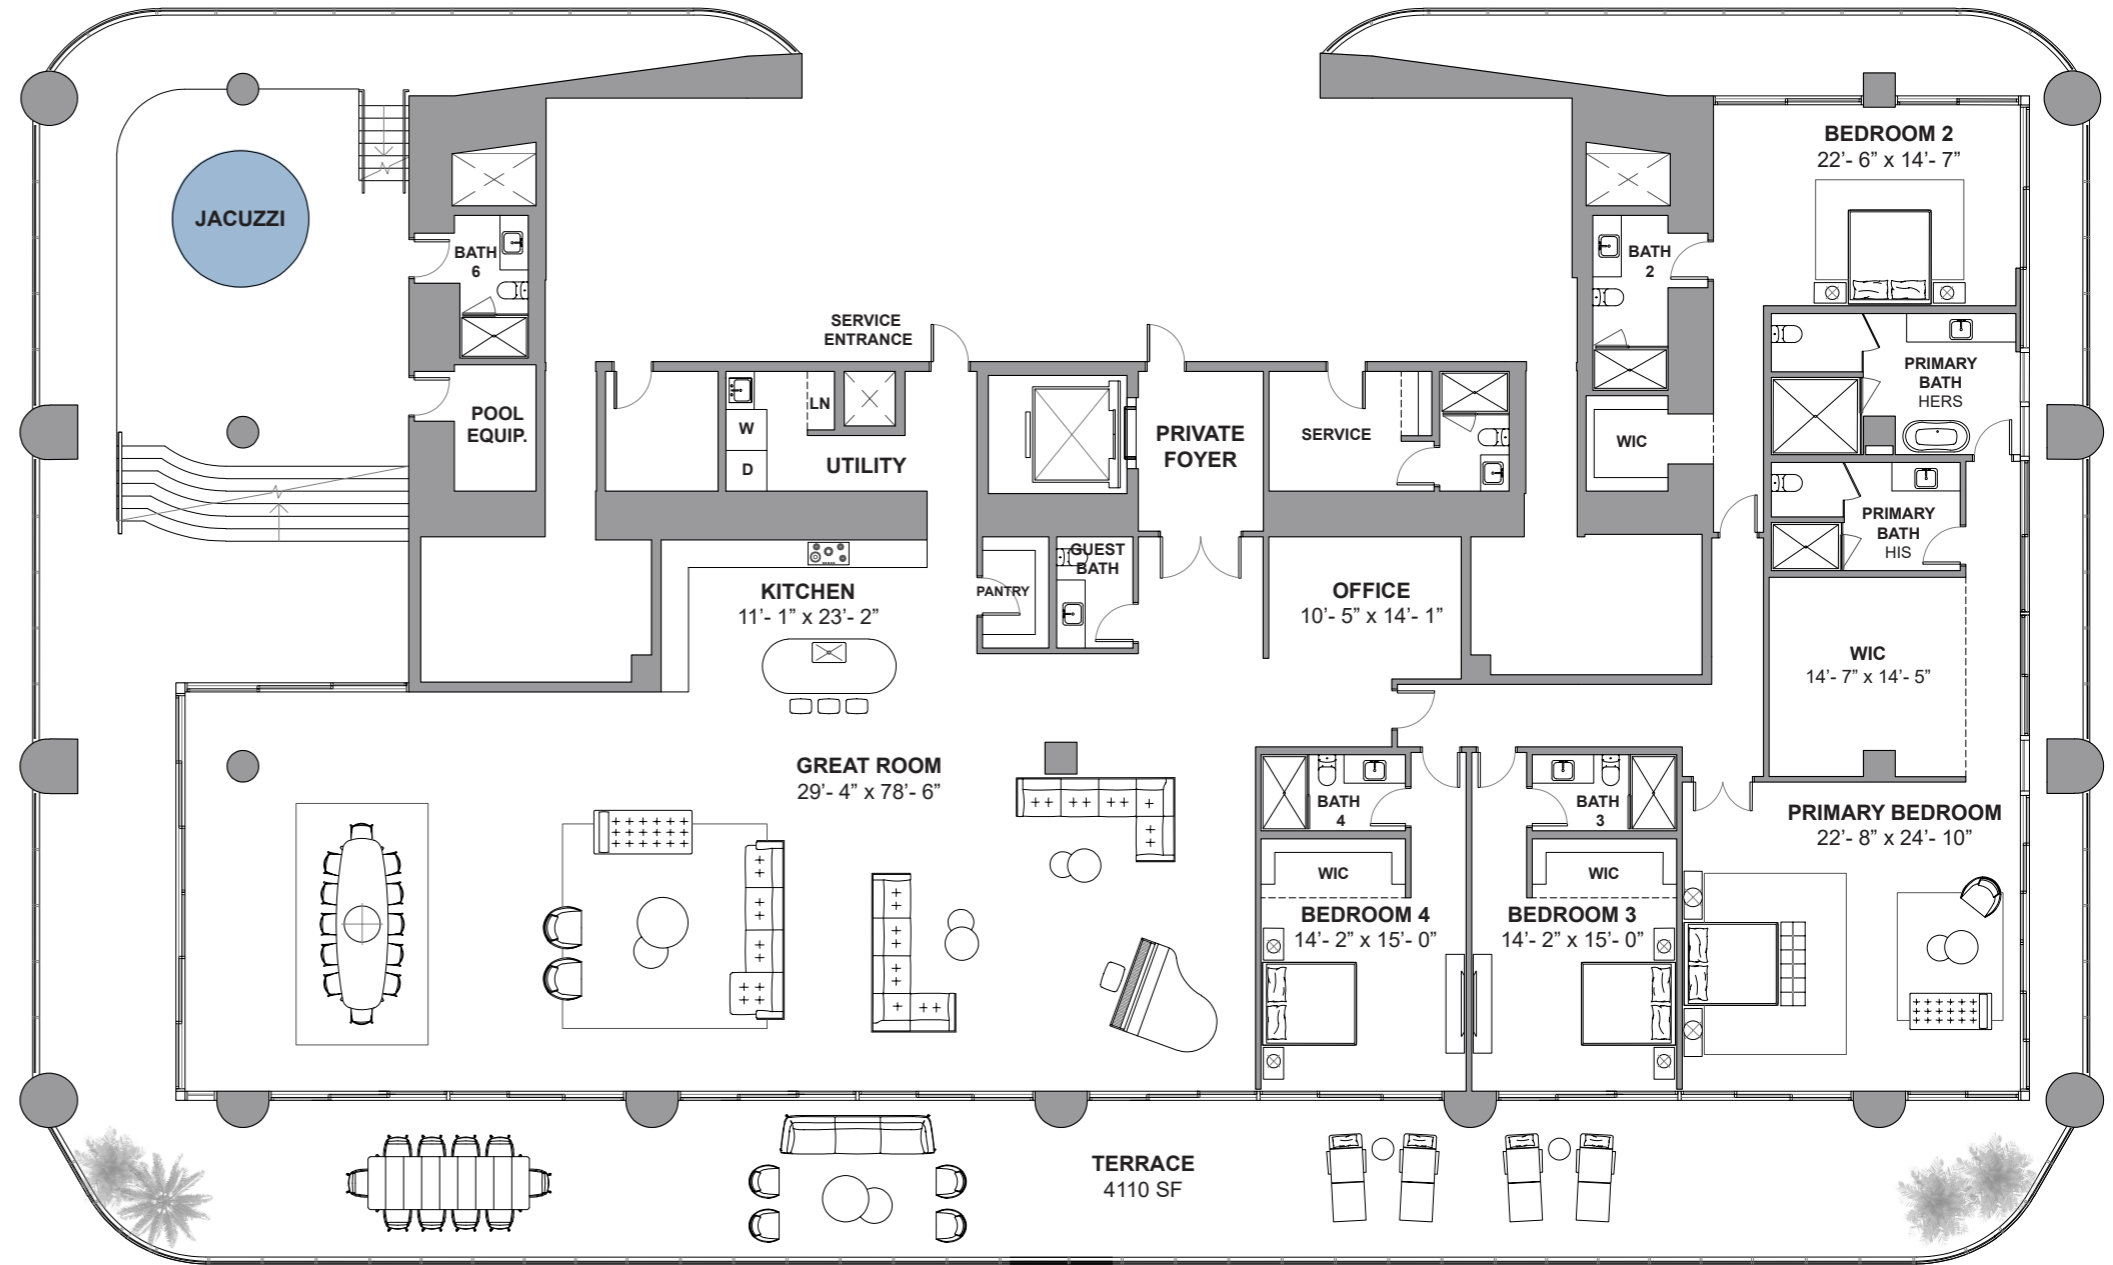 BEDROOM 2
22’- 6” x 14’- 7”
JACUZZI
BATH
6
BATH
2
SERVICE
ENTRANCE
PRIMARY
BATH
HERS
POOL
EQUIP.
LN
W
D
UTILITY
PRIVATE
FOYER
SERVICE
WIC
PRIMARY
BATH
HIS
GUEST
BATH
PANTRY
KITCHEN
11’- 1” x 23’- 2”
OFFICE
10’- 5” x 14’- 1”
WIC
14’- 7” x 14’- 5”
GREAT ROOM
29’- 4” x 78’- 6”
BATH
4
BATH
3
PRIMARY BEDROOM
22’- 8” x 24’- 10”
WIC
WIC
BEDROOM 4
14’- 2” x 15’- 0”
BEDROOM 3
14’- 2” x 15’- 0”
TERRACE
4110 SF